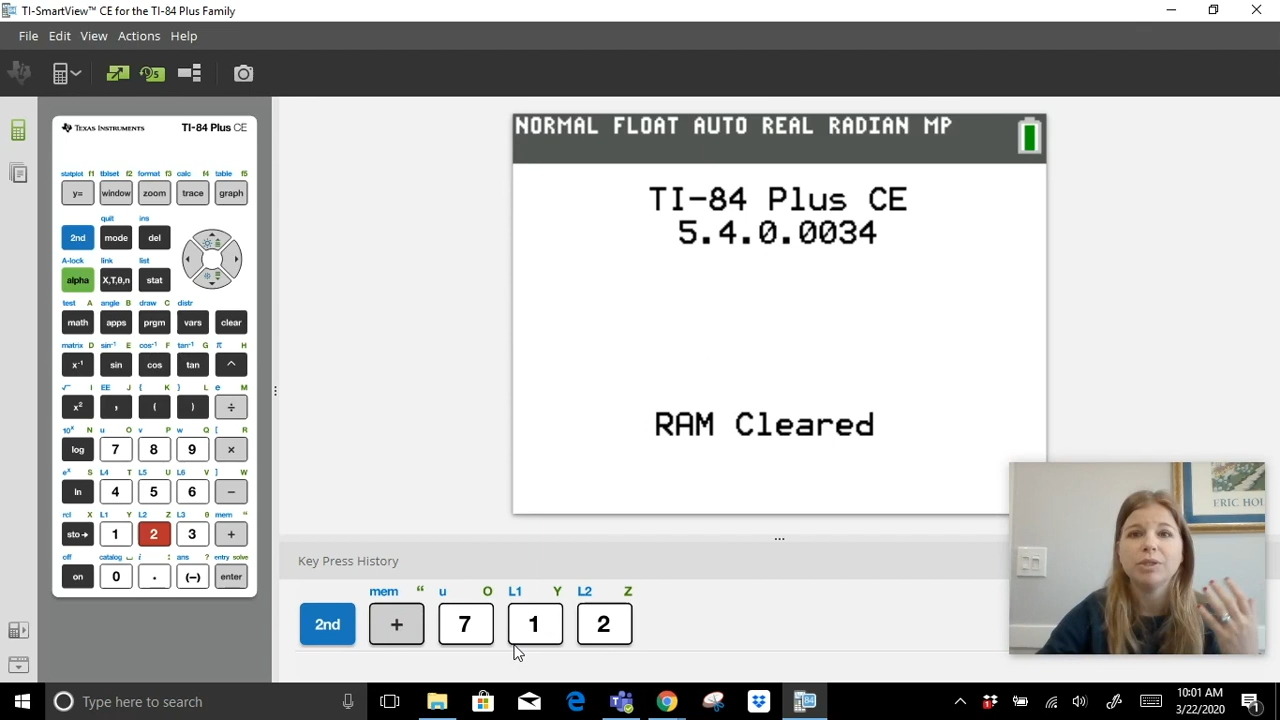 TI-SmartView™ CE for the TI-84 Plus Family
File Edit View Actions Help
TEXAS INSTRUMENTS TI-84 Plus CE
statplot f1 tblset f2 format f3 calc f4 table f5
y= window zoom trace graph
quit ins
2nd mode del
A-lock link list
alpha X,T,θ,n stat
test A angle B draw C distr
math apps prgm vars clear
matrix D sin⁻¹ E cos⁻¹ F tan⁻¹ G π H
x⁻¹ sin cos tan ^
√ I EE J { K } L e M
x² , ( ) ÷
10ˣ N u O v P w Q [ R
log 7 8 9 ×
eˣ S L4 T L5 U L6 V ] W
ln 4 5 6 −
rcl X L1 Y L2 Z L3 θ mem “
sto→ 1 2 3 +
off catalog ⎵ i : ans ? entry solve
on 0 . (−) enter
NORMAL FLOAT AUTO REAL RADIAN MP
TI-84 Plus CE
5.4.0.0034
RAM Cleared
ERIC HOL
Key Press History
mem “ u O L1 Y L2 Z
2nd + 7 1 2
Type here to search
10:01 AM
3/22/2020